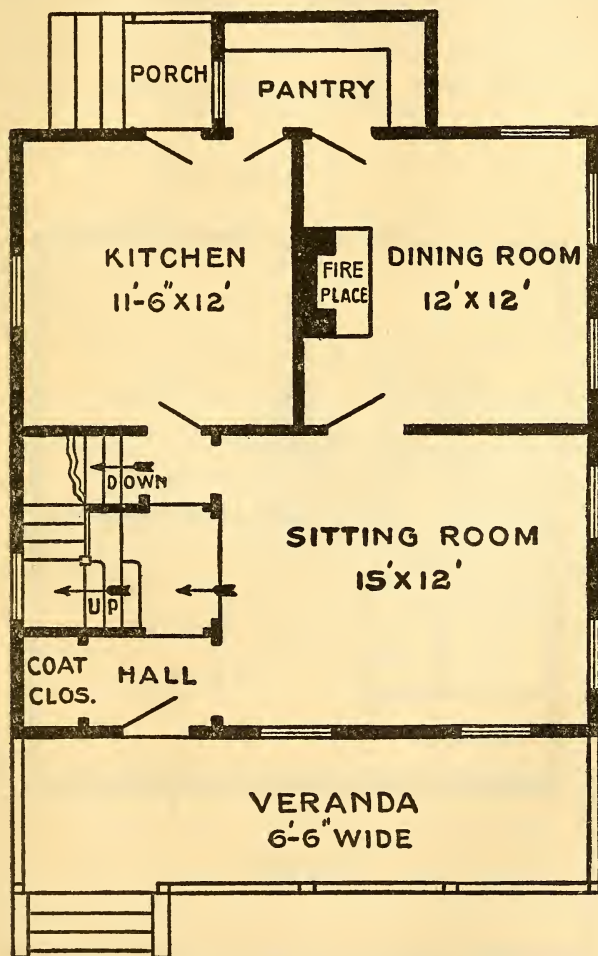 PORCH
PANTRY
KITCHEN
11'-6"X12'
FIRE
PLACE
DINING ROOM
12'X12'
DOWN
SITTING ROOM
15'X12'
UP
COAT
CLOS.
HALL
VERANDA
6'-6" WIDE